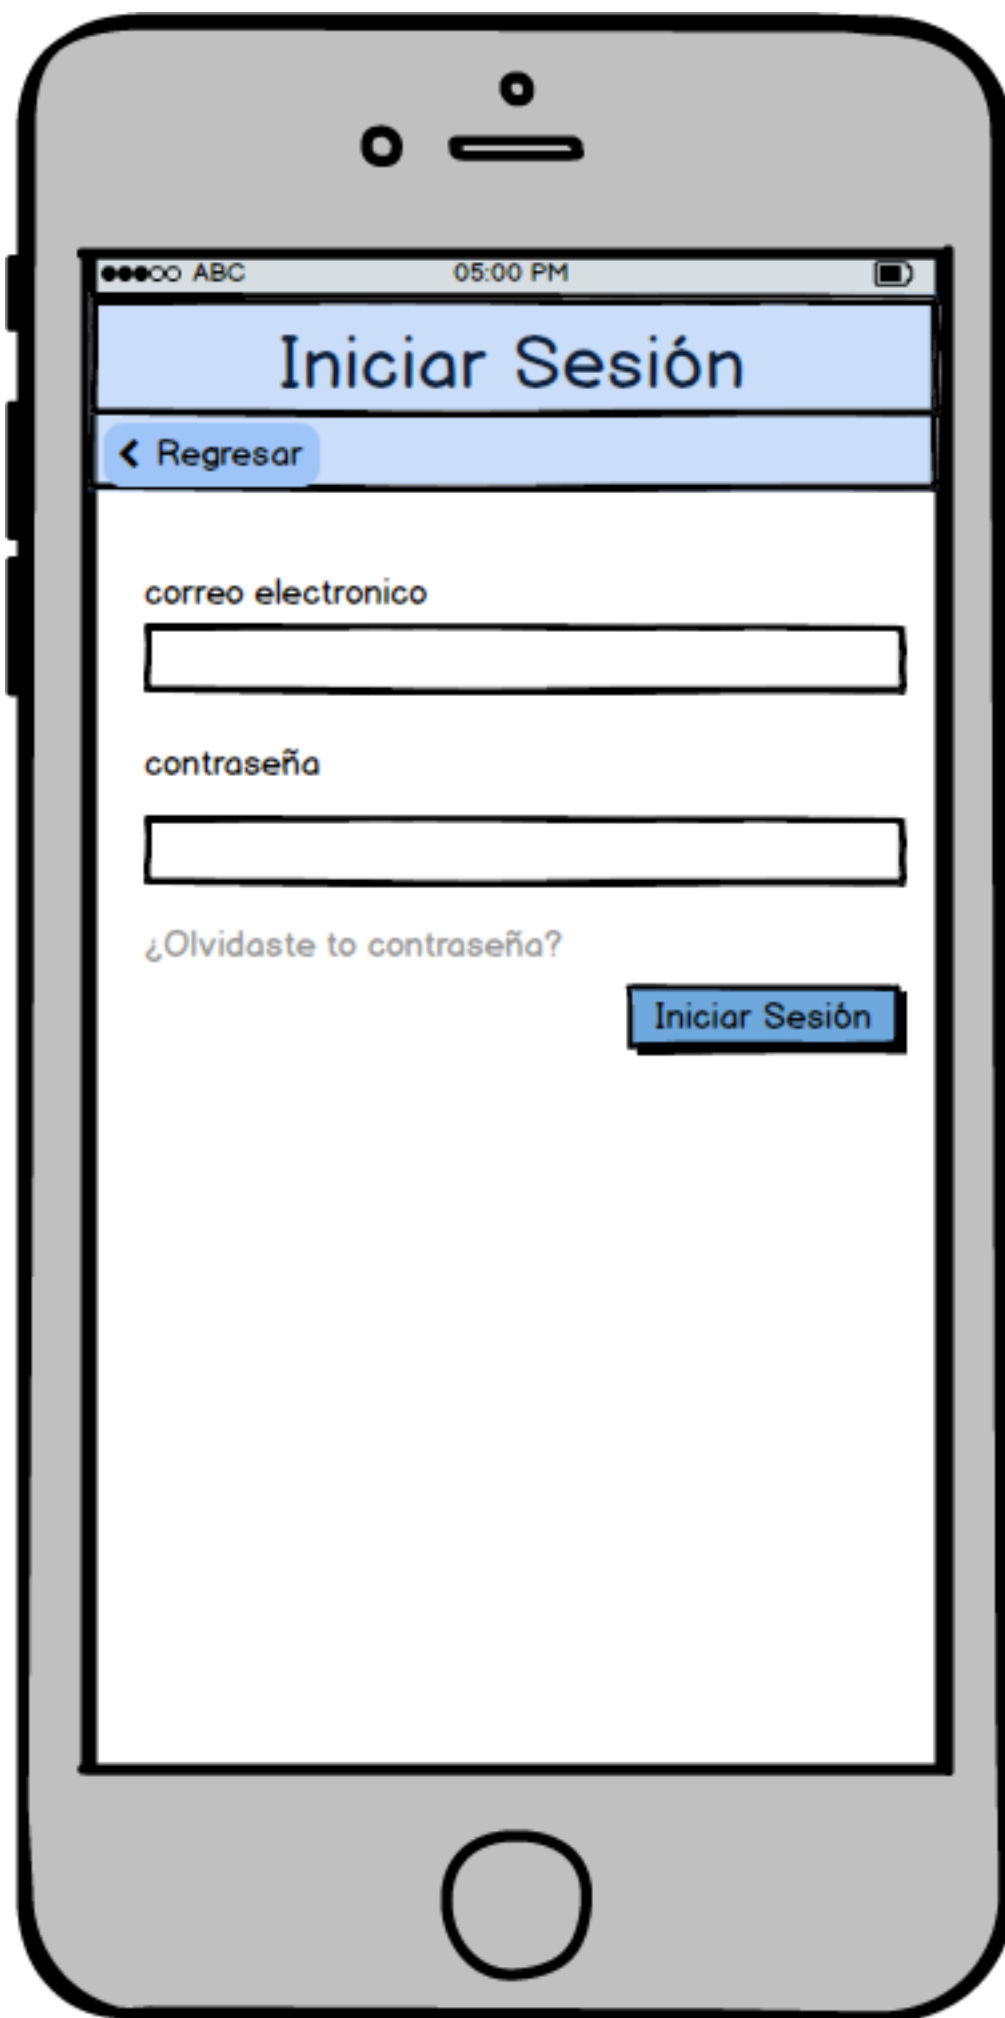 ABC 05:00 PM
Iniciar Sesión
Regresar
correo electronico
contraseña
¿Olvidaste to contraseña?
Iniciar Sesión